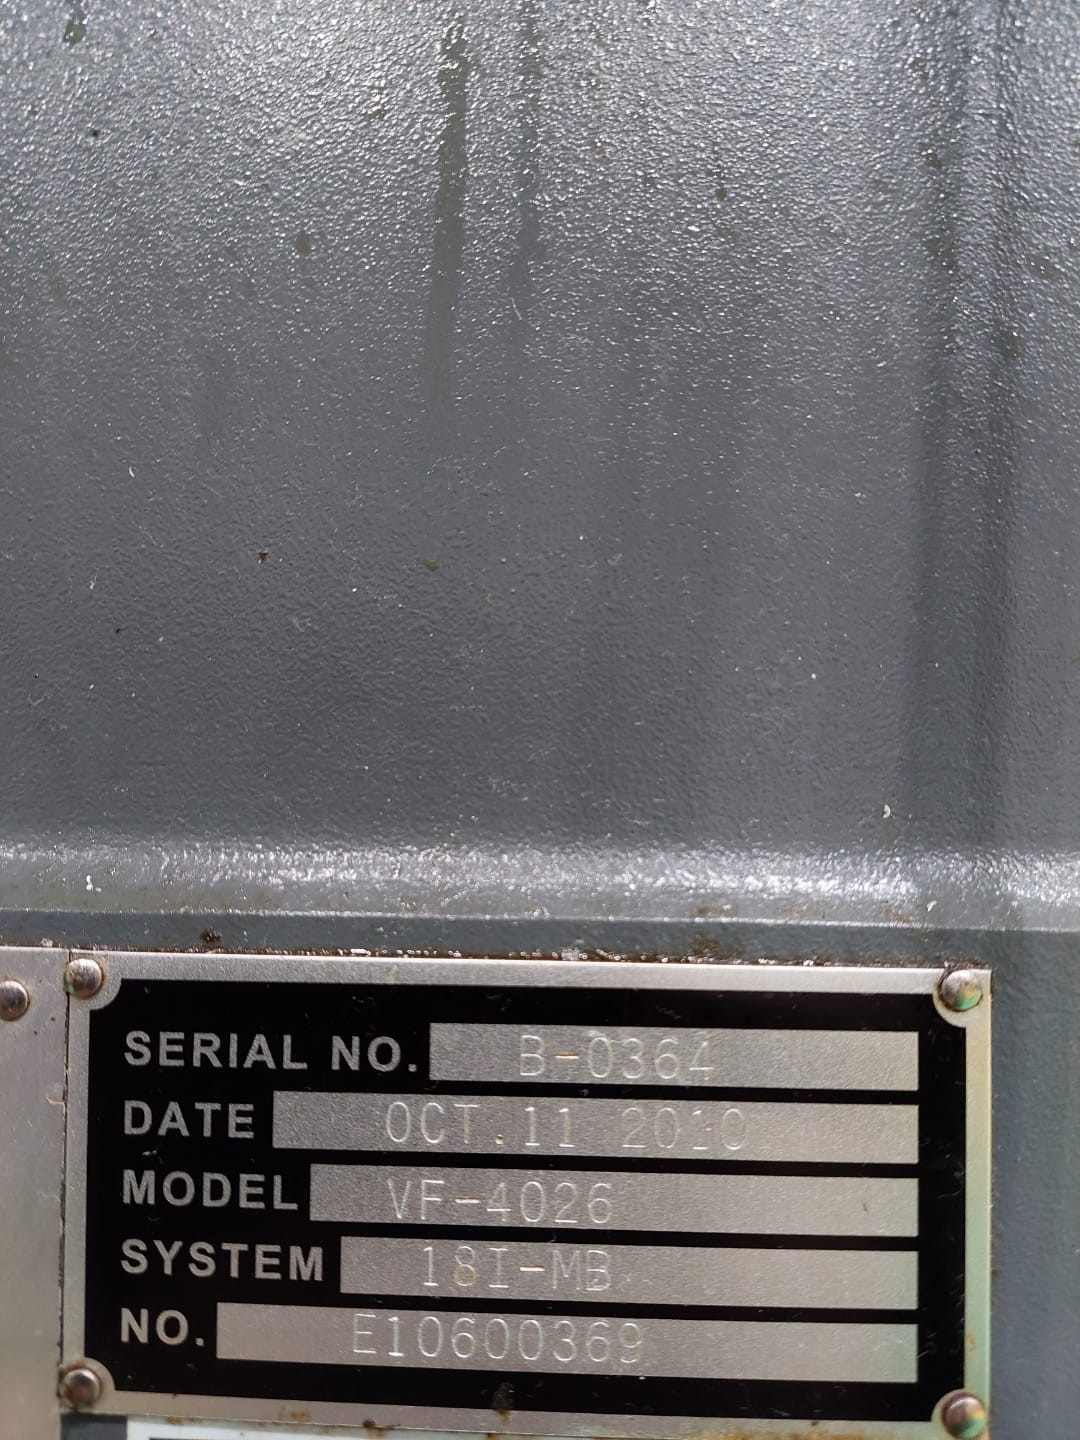 SERIAL NO. B-0364
DATE OCT.11 2010
MODEL VF-4026
SYSTEM 18I-MB
NO. E10600369